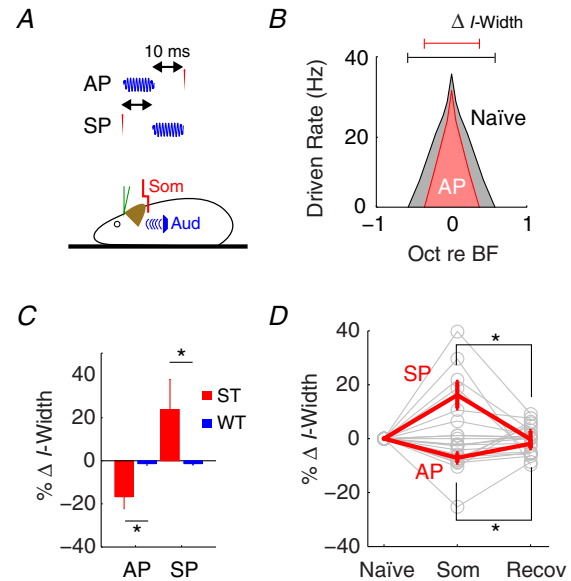 A
10 ms
AP
SP
Som
Aud
B
Δ I-Width
Driven Rate (Hz)
40
20
0
Naïve
AP
−1 0 1
Oct re BF
C
% Δ I-Width
40
20
0
−20
−40
*
*
ST
WT
AP SP
D
% Δ I-Width
40
20
0
−20
−40
*
SP
AP
*
Naïve Som Recov